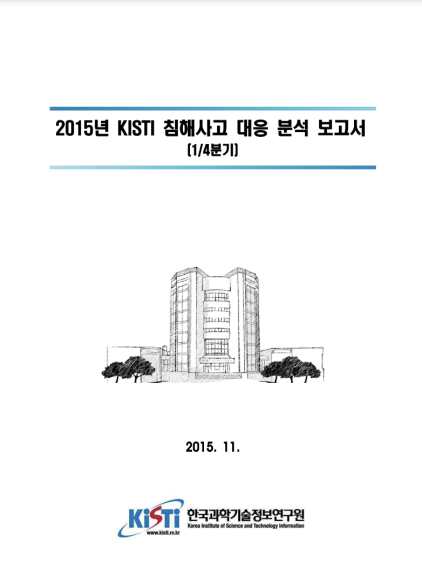 2015년 KISTI 침해사고 대응 분석 보고서
(1/4분기)
2015. 11.
KiSTi 한국과학기술정보연구원
Korea Institute of Science and Technology Information
www.kisti.re.kr